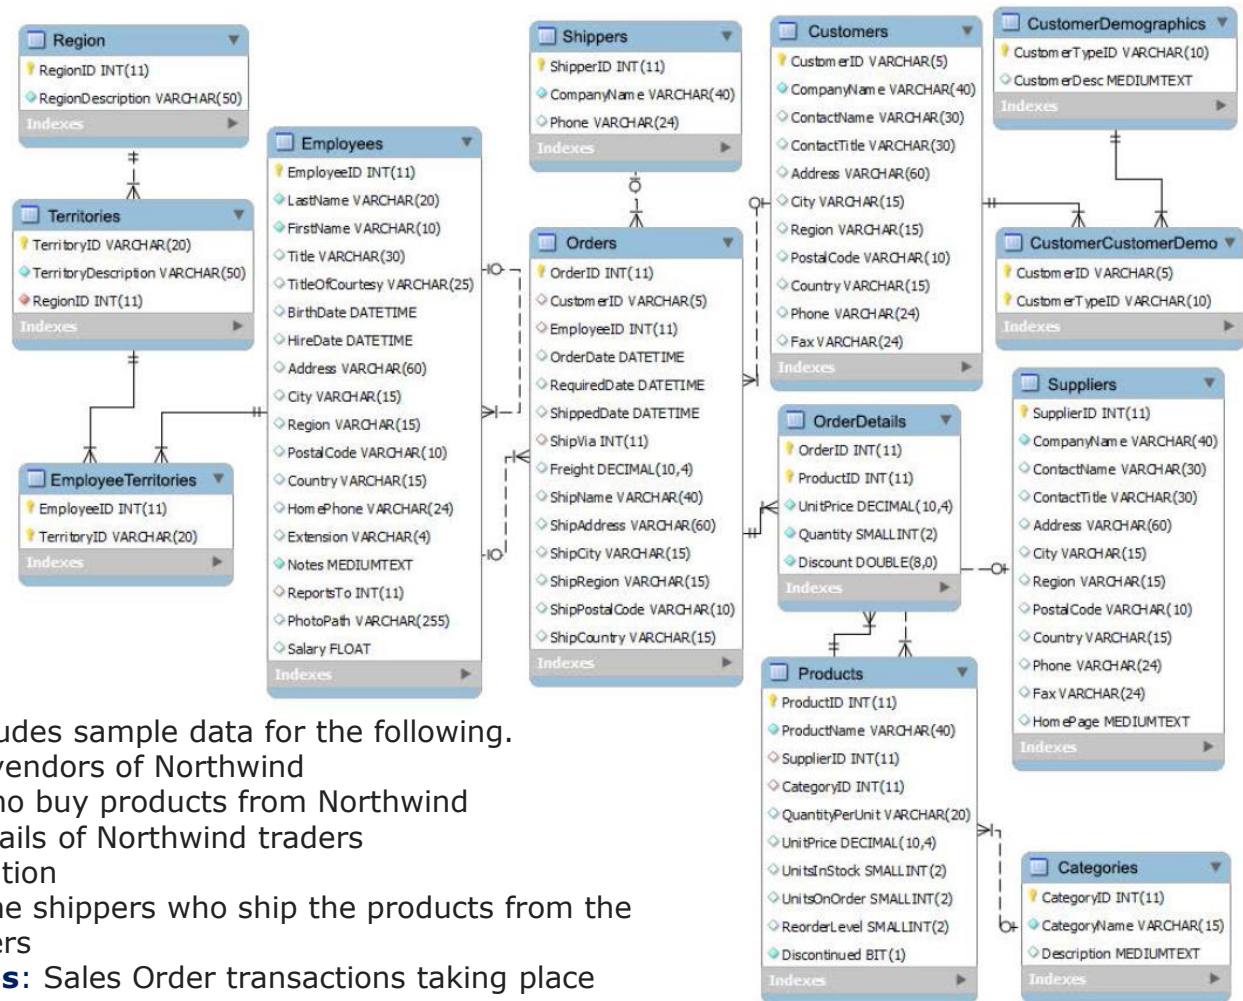 Region
RegionID INT(11)
RegionDescription VARCHAR(50)
Indexes
Territories
TerritoryID VARCHAR(20)
TerritoryDescription VARCHAR(50)
RegionID INT(11)
Indexes
EmployeeTerritories
EmployeeID INT(11)
TerritoryID VARCHAR(20)
Indexes
Employees
EmployeeID INT(11)
LastName VARCHAR(20)
FirstName VARCHAR(10)
Title VARCHAR(30)
TitleOfCourtesy VARCHAR(25)
BirthDate DATETIME
HireDate DATETIME
Address VARCHAR(60)
City VARCHAR(15)
Region VARCHAR(15)
PostalCode VARCHAR(10)
Country VARCHAR(15)
HomePhone VARCHAR(24)
Extension VARCHAR(4)
Notes MEDIUMTEXT
ReportsTo INT(11)
PhotoPath VARCHAR(255)
Salary FLOAT
Indexes
Shippers
ShipperID INT(11)
CompanyName VARCHAR(40)
Phone VARCHAR(24)
Indexes
Orders
OrderID INT(11)
CustomerID VARCHAR(5)
EmployeeID INT(11)
OrderDate DATETIME
RequiredDate DATETIME
ShippedDate DATETIME
ShipVia INT(11)
Freight DECIMAL(10,4)
ShipName VARCHAR(40)
ShipAddress VARCHAR(60)
ShipCity VARCHAR(15)
ShipRegion VARCHAR(15)
ShipPostalCode VARCHAR(10)
ShipCountry VARCHAR(15)
Indexes
Customers
CustomerID VARCHAR(5)
CompanyName VARCHAR(40)
ContactName VARCHAR(30)
ContactTitle VARCHAR(30)
Address VARCHAR(60)
City VARCHAR(15)
Region VARCHAR(15)
PostalCode VARCHAR(10)
Country VARCHAR(15)
Phone VARCHAR(24)
Fax VARCHAR(24)
Indexes
CustomerDemographics
CustomerTypeID VARCHAR(10)
CustomerDesc MEDIUMTEXT
Indexes
CustomerCustomerDemo
CustomerID VARCHAR(5)
CustomerTypeID VARCHAR(10)
Indexes
OrderDetails
OrderID INT(11)
ProductID INT(11)
UnitPrice DECIMAL(10,4)
Quantity SMALLINT(2)
Discount DOUBLE(8,0)
Indexes
Suppliers
SupplierID INT(11)
CompanyName VARCHAR(40)
ContactName VARCHAR(30)
ContactTitle VARCHAR(30)
Address VARCHAR(60)
City VARCHAR(15)
Region VARCHAR(15)
PostalCode VARCHAR(10)
Country VARCHAR(15)
Phone VARCHAR(24)
Fax VARCHAR(24)
HomePage MEDIUMTEXT
Indexes
Products
ProductID INT(11)
ProductName VARCHAR(40)
SupplierID INT(11)
CategoryID INT(11)
QuantityPerUnit VARCHAR(20)
UnitPrice DECIMAL(10,4)
UnitsInStock SMALLINT(2)
UnitsOnOrder SMALLINT(2)
ReorderLevel SMALLINT(2)
Discontinued BIT(1)
Indexes
Categories
CategoryID INT(11)
CategoryName VARCHAR(15)
Description MEDIUMTEXT
Indexes
udes sample data for the following.
vendors of Northwind
no buy products from Northwind
ails of Northwind traders
tion
ne shippers who ship the products from the
ers
s: Sales Order transactions taking place